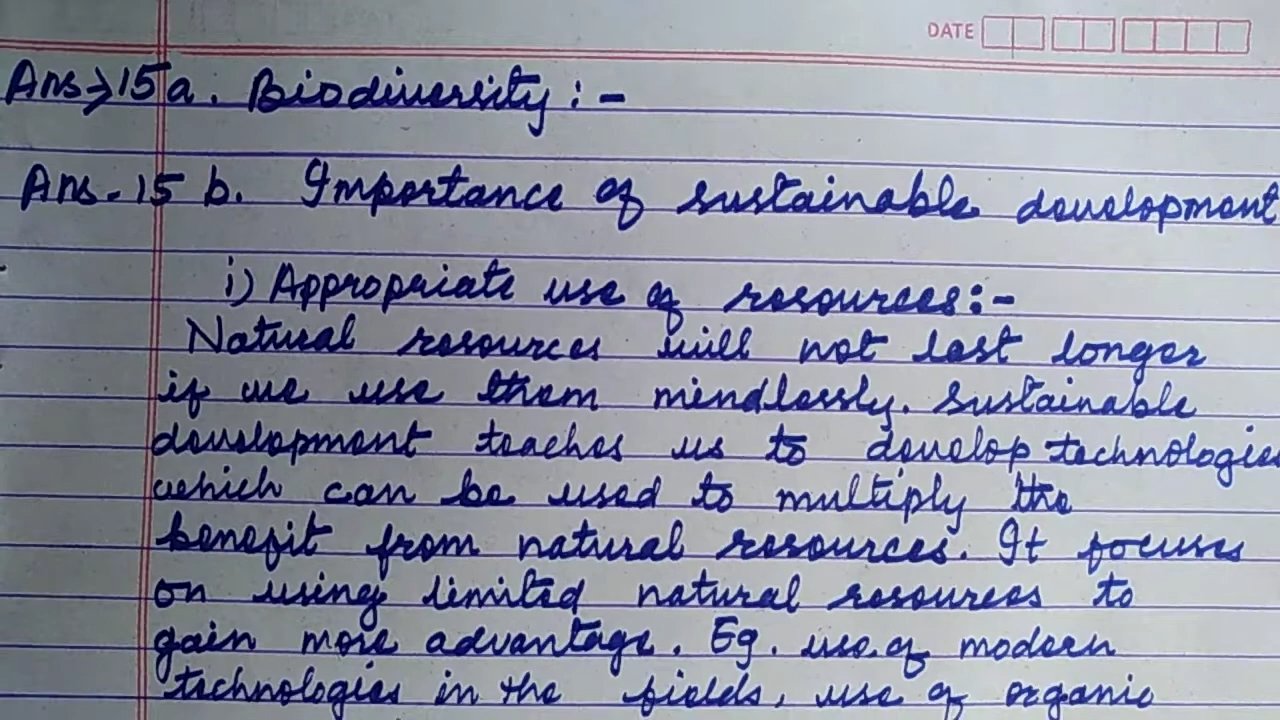 DATE
Ans→15a. Biodiversity :-
Ans-15 b. Importance of sustainable development
i) Appropriate use of resources:-
Natural resources will not last longer
if we use them mindlessly. Sustainable
development teaches us to develop technologies
which can be used to multiply the
benefit from natural resources. It focuses
on using limited natural resources to
gain more advantage. Eg. use of modern
technologies in the fields, use of organic